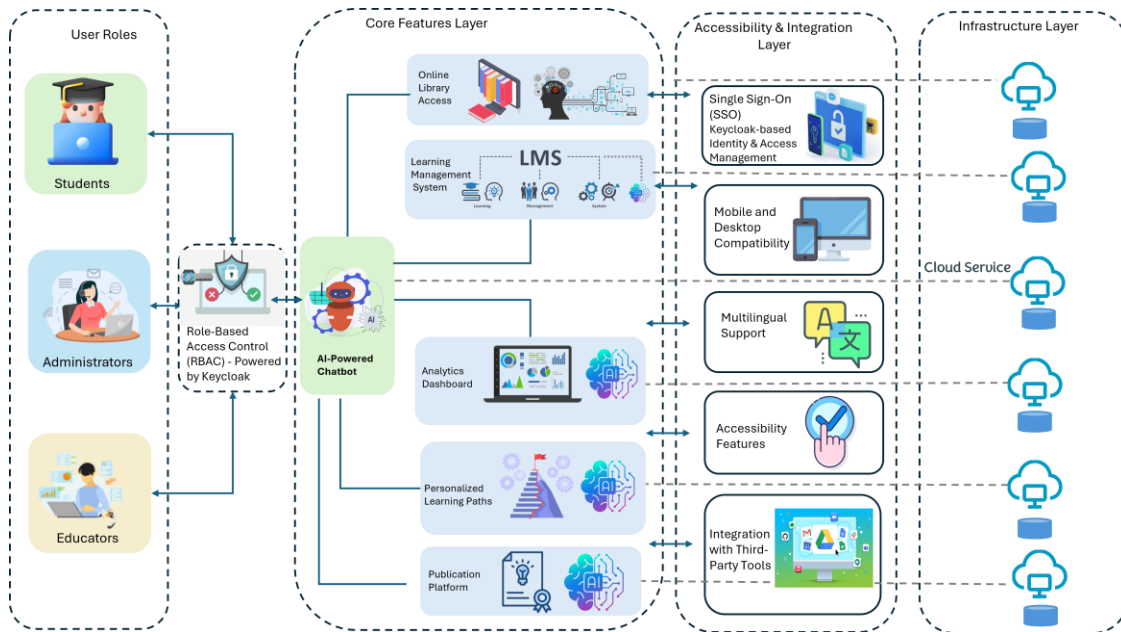 User Roles
Students
Administrators
Educators
Role-Based
Access Control
(RBAC) - Powered
by Keycloak
Core Features Layer
AI
AI-Powered
Chatbot
Online
Library
Access
Learning
Management
System
LMS
Learning
Management
System
Analytics
Dashboard
AI
Personalized
Learning Paths
AI
Publication
Platform
AI
Accessibility & Integration
Layer
Single Sign-On
(SSO)
Keycloak-based
Identity & Access
Management
Mobile and
Desktop
Compatibility
Multilingual
Support
A
文
Accessibility
Features
Integration
with Third-
Party Tools
Infrastructure Layer
Cloud Service